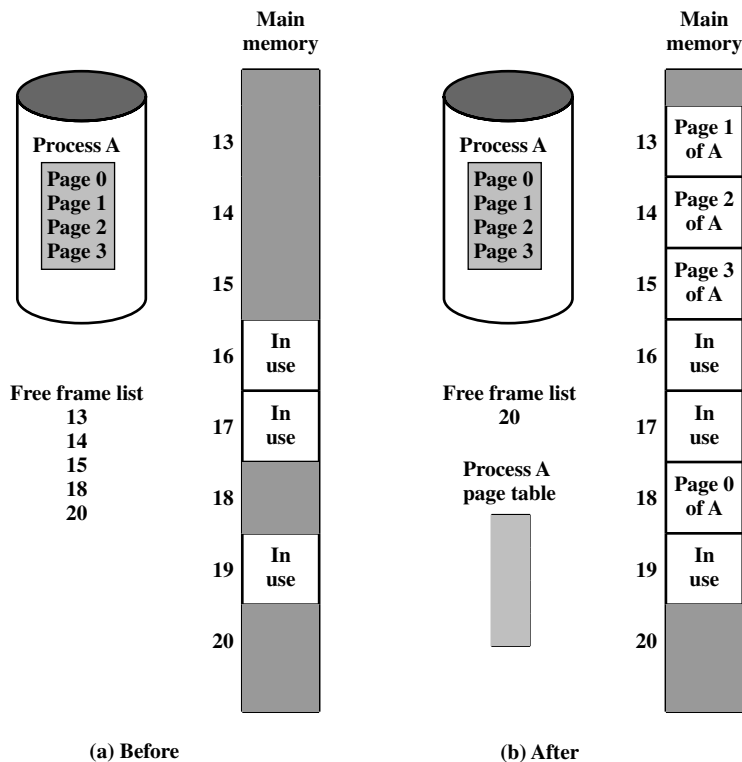 Main
memory
Process A
Page 0
Page 1
Page 2
Page 3
Free frame list
13
14
15
18
20
13
14
15
16
17
18
19
20
In
use
In
use
In
use
(a) Before
Main
memory
Process A
Page 0
Page 1
Page 2
Page 3
Free frame list
20
Process A
page table
13
14
15
16
17
18
19
20
Page 1
of A
Page 2
of A
Page 3
of A
In
use
In
use
Page 0
of A
In
use
(b) After